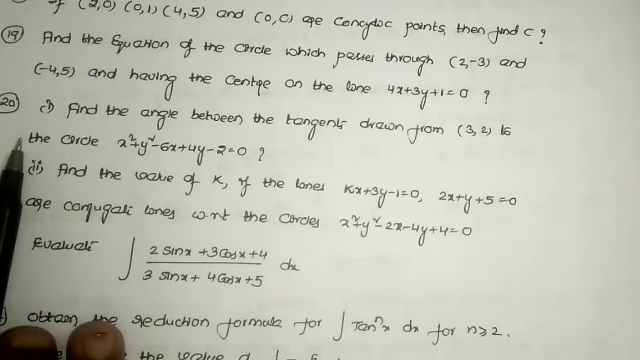 If (2,0) (0,1) (4,5) and (0,c) are concyclic points, then find c?
(19) Find the Equation of the circle which passes through (2,-3) and
(-4,5) and having the centre on the line 4x+3y+1=0 ?
(20) i) Find the angle between the tangents drawn from (3,2) to
the circle x²+y²-6x+4y-2=0 ?
ii) Find the value of K, if the lines Kx+3y-1=0, 2x+y+5=0
are conjugate lines w.r.t the circles x²+y²-2x-4y+4=0
Evaluate ∫ (2 sinx + 3cosx + 4)/(3 sinx + 4cosx + 5) dx
obtain the reduction formula for ∫ Tanⁿx dx for n≥2.
the value of